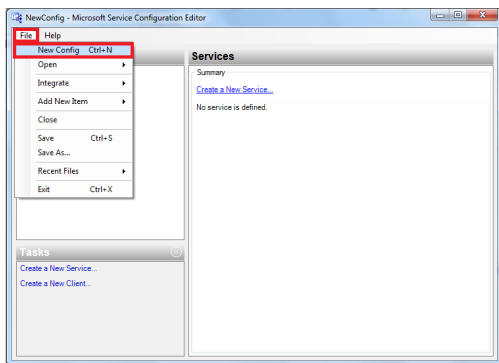 NewConfig - Microsoft Service Configuration Editor
File Help
New Config Ctrl+N
Open
Integrate
Add New Item
Close
Save Ctrl+S
Save As...
Recent Files
Exit Ctrl+X
Services
Summary
Create a New Service...
No service is defined.
Tasks
Create a New Service...
Create a New Client...